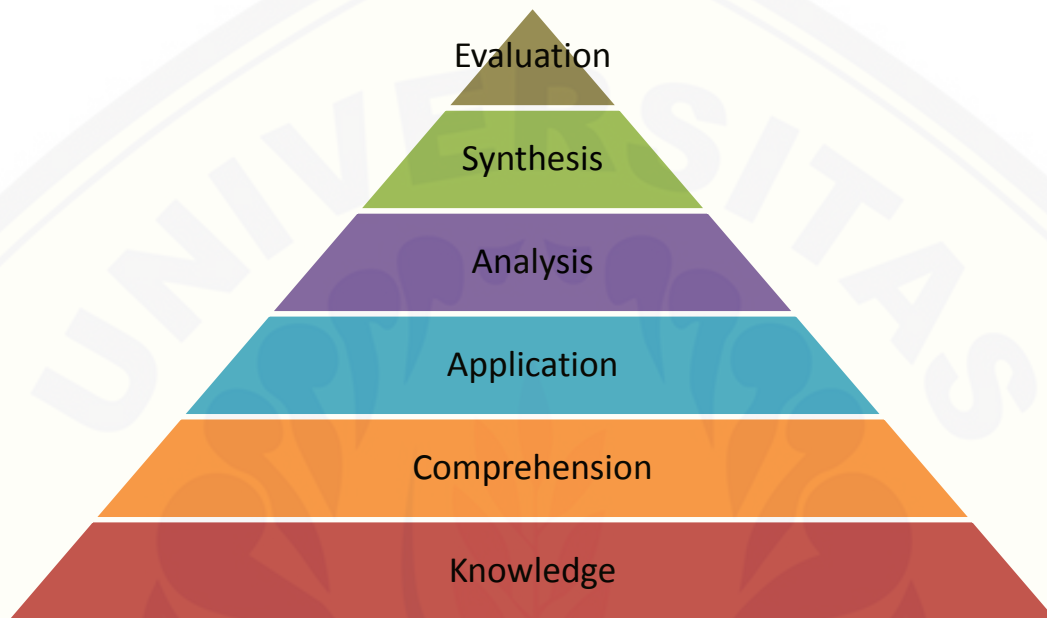 Evaluation
Synthesis
Analysis
Application
Comprehension
Knowledge
UNIVERSITAS